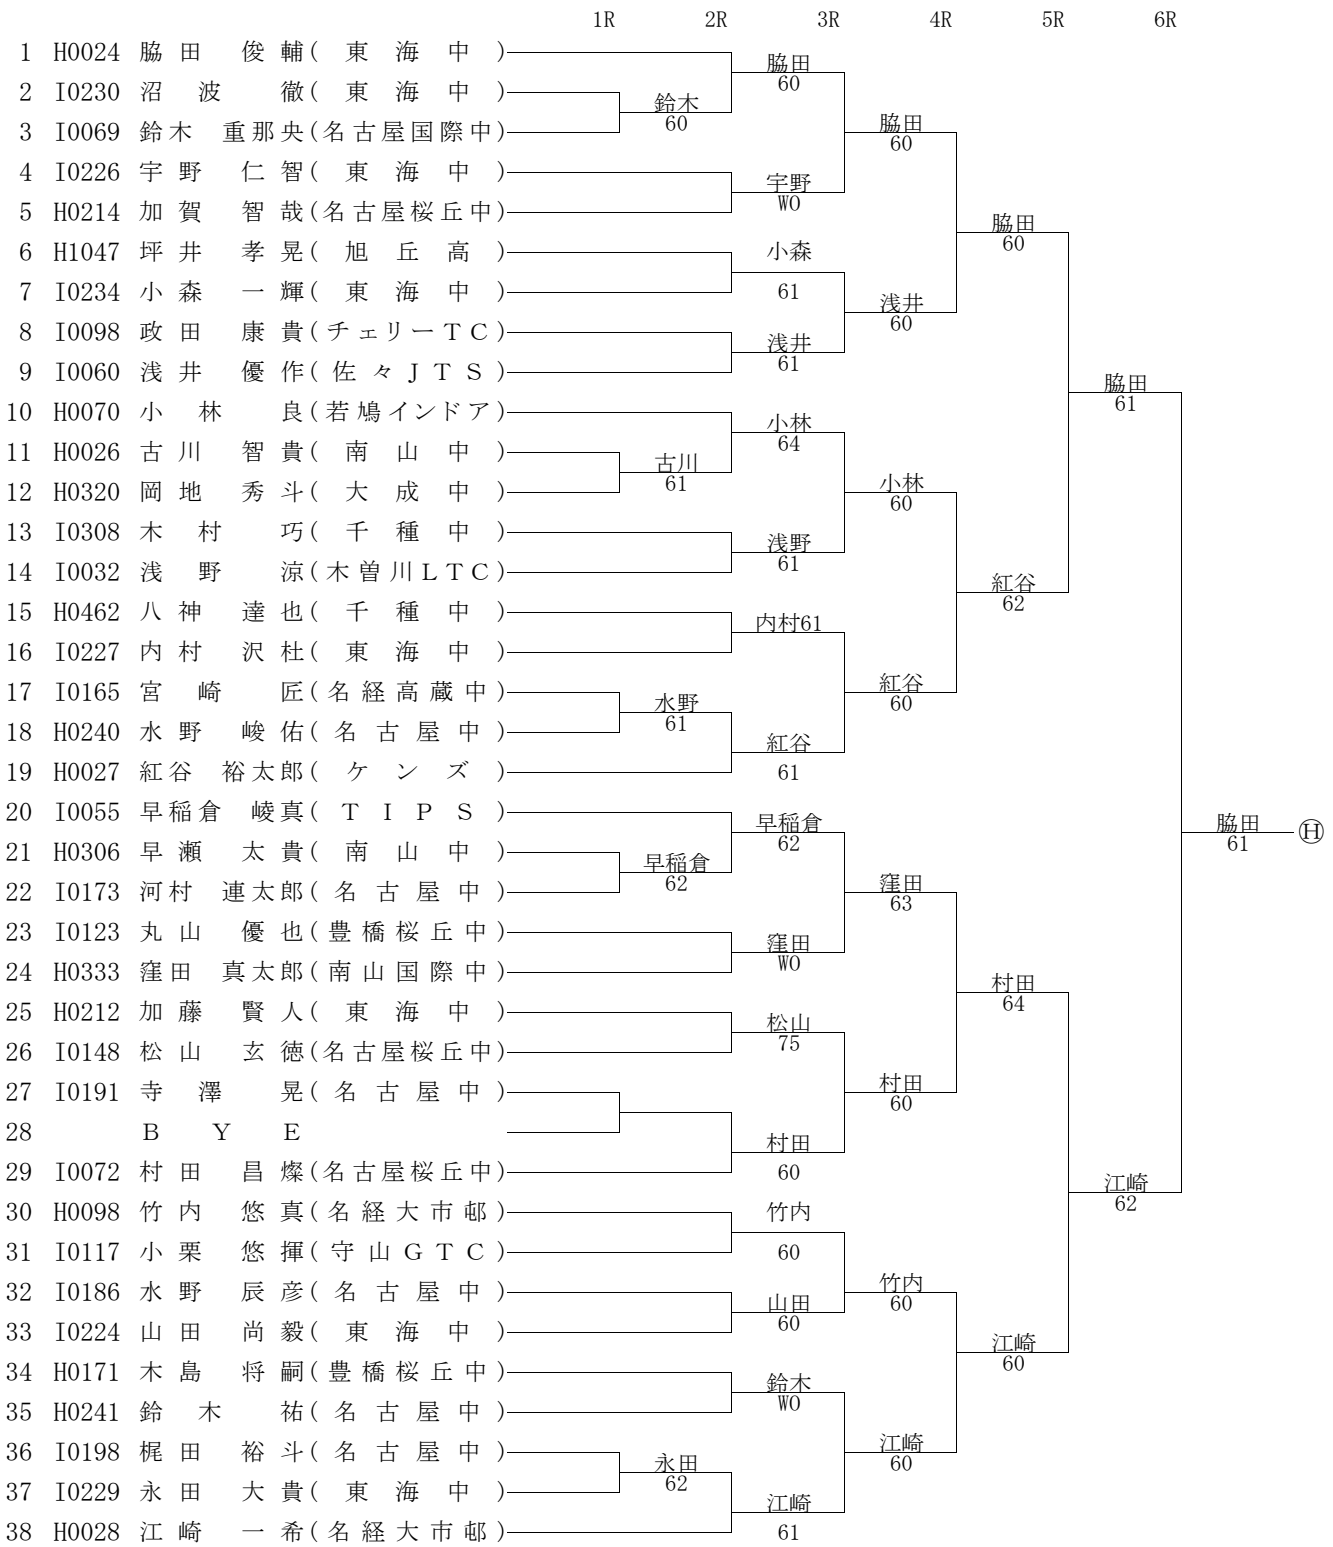 1R 2R 3R 4R 5R 6R
1 H0024 脇田 俊輔(東海中)
脇田
60
2 I0230 沼波 徹(東海中)
鈴木
60
3 I0069 鈴木 重那央(名古屋国際中)
脇田
60
4 I0226 宇野 仁智(東海中)
宇野
WO
5 H0214 加賀 智哉(名古屋桜丘中)
脇田
60
6 H1047 坪井 孝晃(旭丘高)
小森
61
7 I0234 小森 一輝(東海中)
浅井
60
8 I0098 政田 康貴(チェリーTC)
浅井
61
9 I0060 浅井 優作(佐々JTS)
脇田
61
10 H0070 小林 良(若鳩インドア)
小林
64
11 H0026 古川 智貴(南山中)
古川
61
12 H0320 岡地 秀斗(大成中)
小林
60
13 I0308 木村 巧(千種中)
浅野
61
14 I0032 浅野 涼(木曽川LTC)
紅谷
62
15 H0462 八神 達也(千種中)
内村61
16 I0227 内村 沢杜(東海中)
紅谷
60
17 I0165 宮崎 匠(名経高蔵中)
水野
61
18 H0240 水野 峻佑(名古屋中)
紅谷
61
19 H0027 紅谷 裕太郎(ケンズ)
20 I0055 早稲倉 崚真(TIPS)
早稲倉
62
脇田
61
Ⓗ
21 H0306 早瀬 太貴(南山中)
早稲倉
62
22 I0173 河村 連太郎(名古屋中)
窪田
63
23 I0123 丸山 優也(豊橋桜丘中)
窪田
WO
24 H0333 窪田 真太郎(南山国際中)
村田
64
25 H0212 加藤 賢人(東海中)
松山
75
26 I0148 松山 玄徳(名古屋桜丘中)
村田
60
27 I0191 寺澤 晃(名古屋中)
28 BYE
村田
60
29 I0072 村田 昌燦(名古屋桜丘中)
江崎
62
30 H0098 竹内 悠真(名経大市邨)
竹内
60
31 I0117 小栗 悠揮(守山GTC)
竹内
60
32 I0186 水野 辰彦(名古屋中)
山田
60
33 I0224 山田 尚毅(東海中)
江崎
60
34 H0171 木島 将嗣(豊橋桜丘中)
鈴木
WO
35 H0241 鈴木 祐(名古屋中)
江崎
60
36 I0198 梶田 裕斗(名古屋中)
永田
62
37 I0229 永田 大貴(東海中)
江崎
61
38 H0028 江崎 一希(名経大市邨)